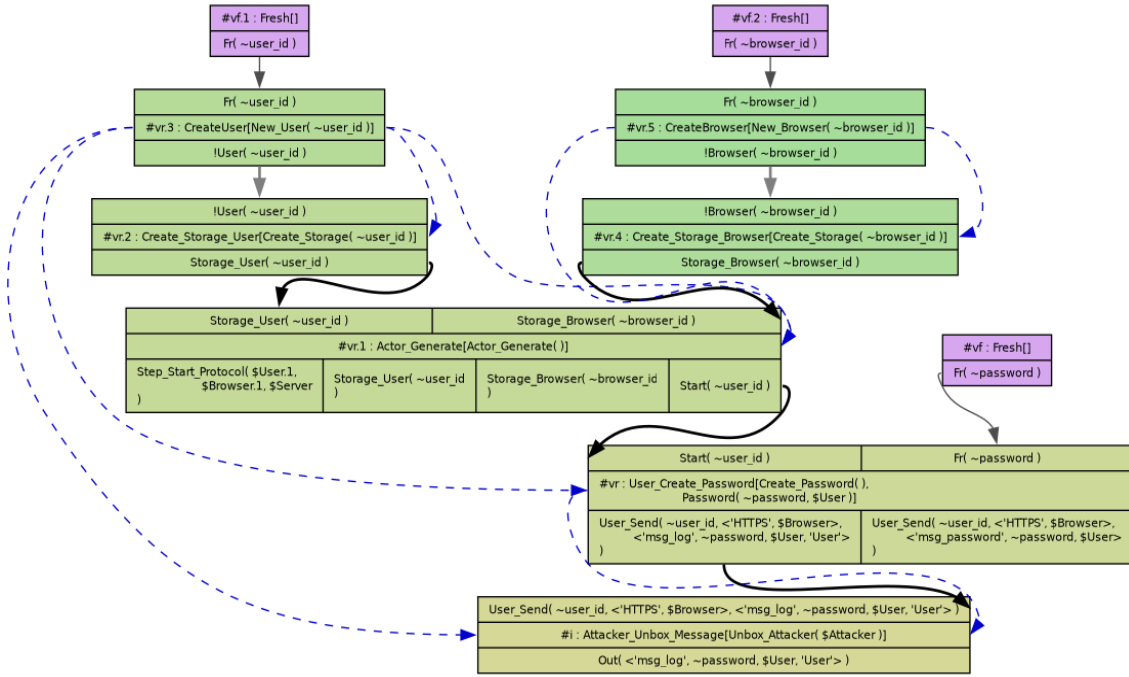 #vf.1 : Fresh[]
Fr( ~user_id )
#vf.2 : Fresh[]
Fr( ~browser_id )
Fr( ~user_id )
#vr.3 : CreateUser[New_User( ~user_id )]
!User( ~user_id )
Fr( ~browser_id )
#vr.5 : CreateBrowser[New_Browser( ~browser_id )]
!Browser( ~browser_id )
!User( ~user_id )
#vr.2 : Create_Storage_User[Create_Storage( ~user_id )]
Storage_User( ~user_id )
!Browser( ~browser_id )
#vr.4 : Create_Storage_Browser[Create_Storage( ~browser_id )]
Storage_Browser( ~browser_id )
Storage_User( ~user_id )
Storage_Browser( ~browser_id )
#vr.1 : Actor_Generate[Actor_Generate( )]
Step_Start_Protocol( $User.1,
$Browser.1, $Server
)
Storage_User( ~user_id
)
Storage_Browser( ~browser_id
)
Start( ~user_id )
#vf : Fresh[]
Fr( ~password )
Start( ~user_id )
Fr( ~password )
#vr : User_Create_Password[Create_Password( ),
Password( ~password, $User )]
User_Send( ~user_id, <'HTTPS', $Browser>,
<'msg_log', ~password, $User, 'User'>
)
User_Send( ~user_id, <'HTTPS', $Browser>,
<'msg_password', ~password, $User>
)
User_Send( ~user_id, <'HTTPS', $Browser>, <'msg_log', ~password, $User, 'User'> )
#i : Attacker_Unbox_Message[Unbox_Attacker( $Attacker )]
Out( <'msg_log', ~password, $User, 'User'> )